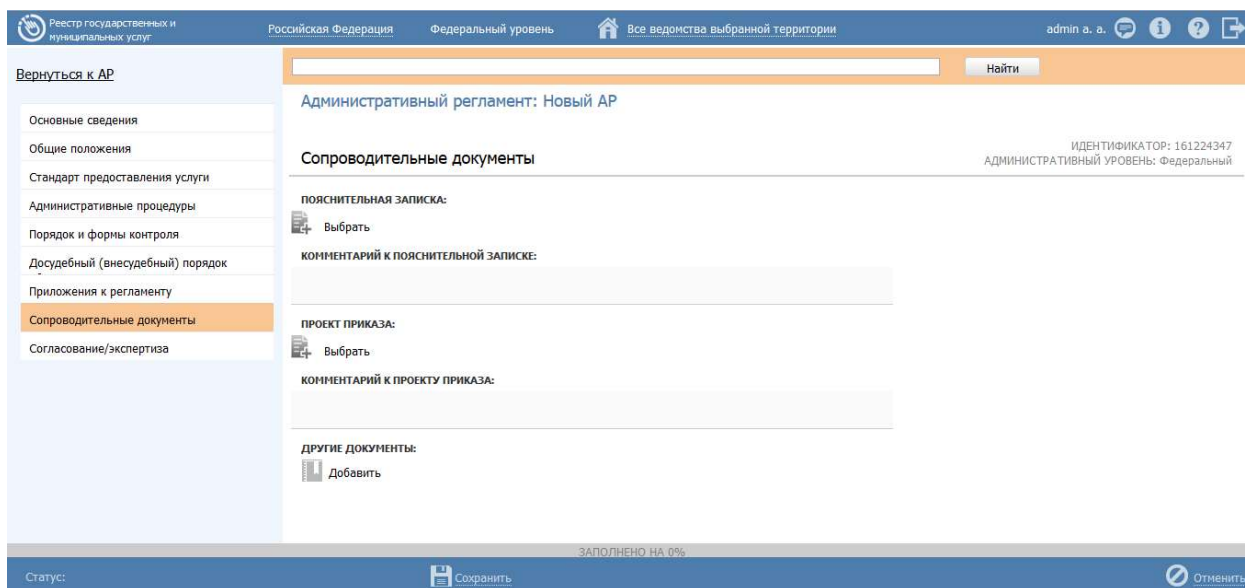 Реестр государственных и
муниципальных услуг
Российская Федерация
Федеральный уровень
Все ведомства выбранной территории
admin a. a.
Вернуться к АР
Найти
Основные сведения
Общие положения
Стандарт предоставления услуги
Административные процедуры
Порядок и формы контроля
Досудебный (внесудебный) порядок
Приложения к регламенту
Сопроводительные документы
Согласование/экспертиза
Административный регламент: Новый АР
Сопроводительные документы
ИДЕНТИФИКАТОР: 161224347
АДМИНИСТРАТИВНЫЙ УРОВЕНЬ: Федеральный
ПОЯСНИТЕЛЬНАЯ ЗАПИСКА:
Выбрать
КОММЕНТАРИЙ К ПОЯСНИТЕЛЬНОЙ ЗАПИСКЕ:
ПРОЕКТ ПРИКАЗА:
Выбрать
КОММЕНТАРИЙ К ПРОЕКТУ ПРИКАЗА:
ДРУГИЕ ДОКУМЕНТЫ:
Добавить
ЗАПОЛНЕНО НА 0%
Статус:
Сохранить
Отменить